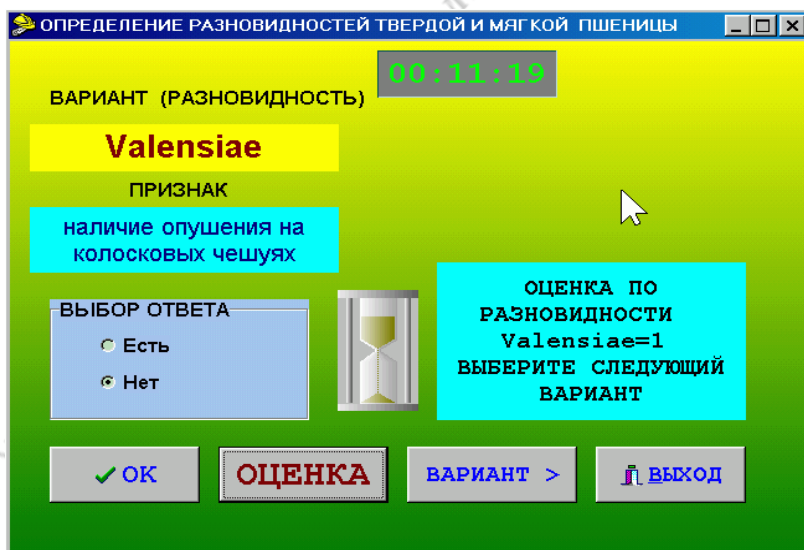 ОПРЕДЕЛЕНИЕ РАЗНОВИДНОСТЕЙ ТВЕРДОЙ И МЯГКОЙ ПШЕНИЦЫ
00:11:19
ВАРИАНТ (РАЗНОВИДНОСТЬ)
Valensiae
ПРИЗНАК
наличие опушения на
колосковых чешуях
ВЫБОР ОТВЕТА
Есть
Нет
ОЦЕНКА ПО
РАЗНОВИДНОСТИ
Valensiae=1
ВЫБЕРИТЕ СЛЕДУЮЩИЙ
ВАРИАНТ
OK
ОЦЕНКА
ВАРИАНТ >
ВЫХОД